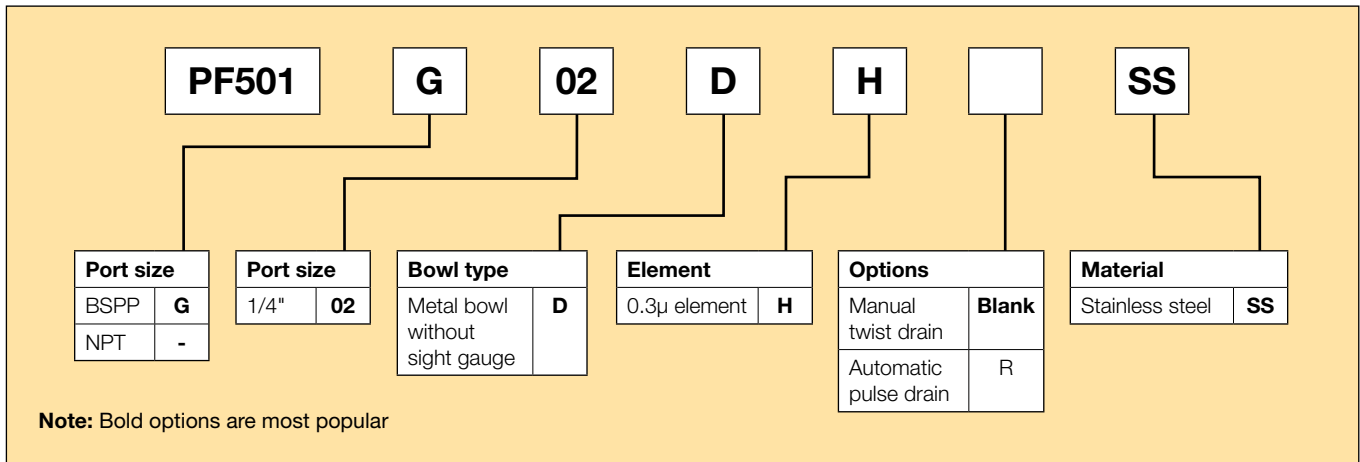 PF501 G 02 D H SS
Port size
BSPP G
NPT -
Port size
1/4" 02
Bowl type
Metal bowl without sight gauge D
Element
0.3µ element H
Options
Manual twist drain Blank
Automatic pulse drain R
Material
Stainless steel SS
Note: Bold options are most popular